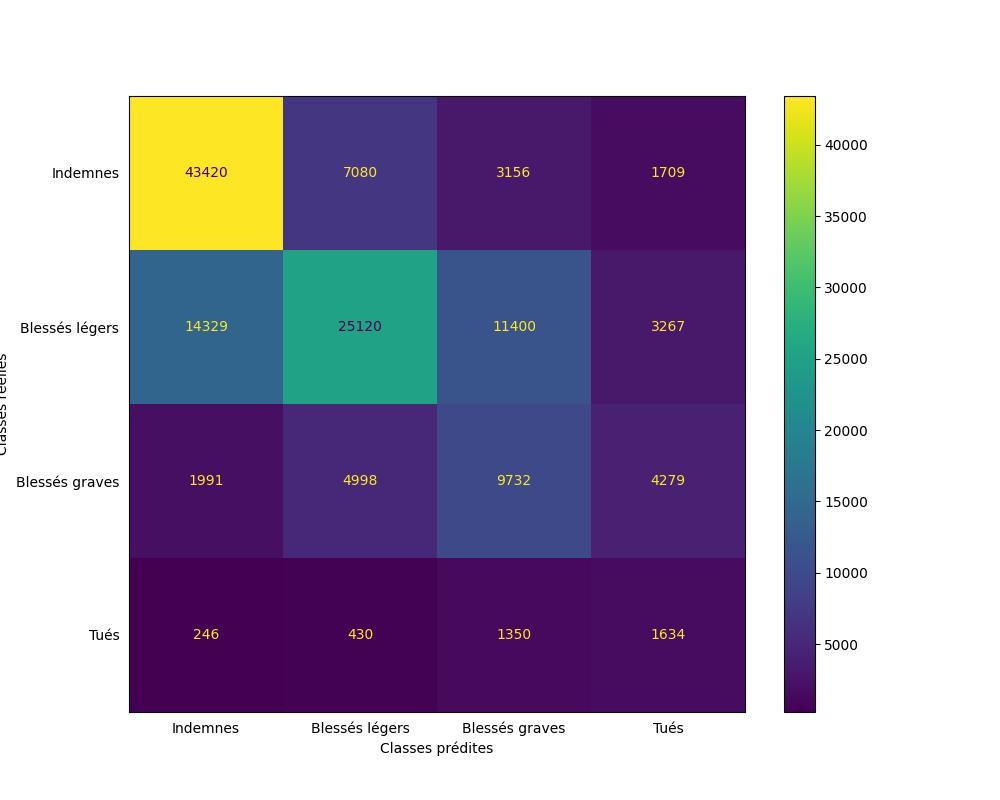 Indemnes 43420 7080 3156 1709
Blessés légers 14329 25120 11400 3267
Blessés graves 1991 4998 9732 4279
Tués 246 430 1350 1634
Indemnes Blessés légers Blessés graves Tués
Classes prédites
Classes réelles
40000
35000
30000
25000
20000
15000
10000
5000